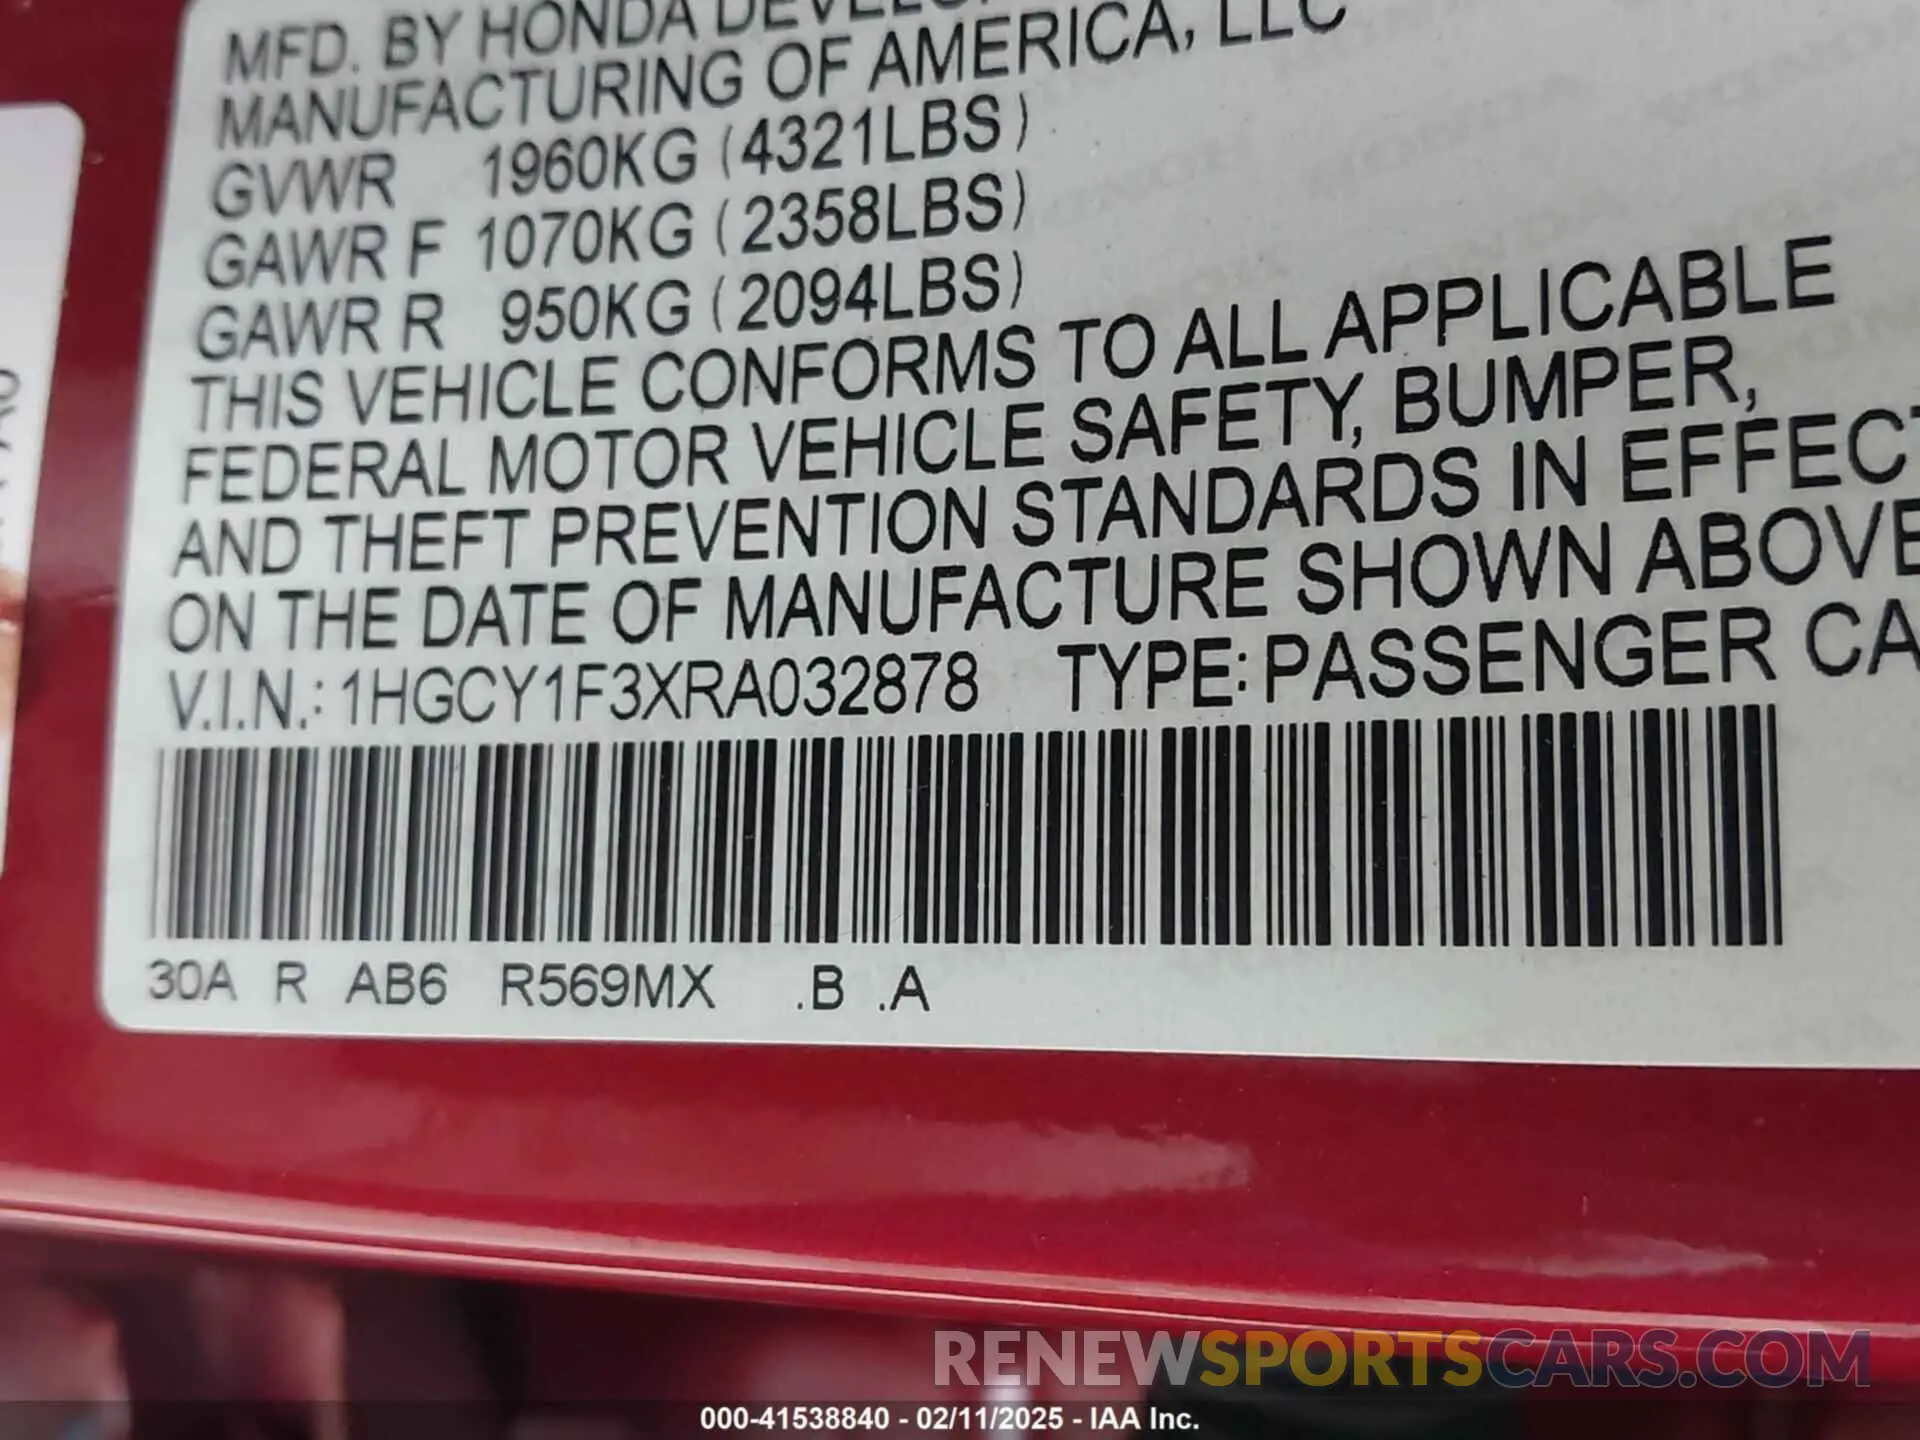 MFD. BY HONDA
MANUFACTURING OF AMERICA, LLC
GVWR 1960KG (4321LBS)
GAWR F 1070KG (2358LBS)
GAWR R 950KG (2094LBS)
THIS VEHICLE CONFORMS TO ALL APPLICABLE
FEDERAL MOTOR VEHICLE SAFETY, BUMPER,
AND THEFT PREVENTION STANDARDS IN EFFECT
ON THE DATE OF MANUFACTURE SHOWN ABOVE
V.I.N.: 1HGCY1F3XRA032878 TYPE: PASSENGER CA
30A R AB6 R569MX .B .A
RENEWSPORTSCARS.COM
000-41538840 - 02/11/2025 - IAA Inc.